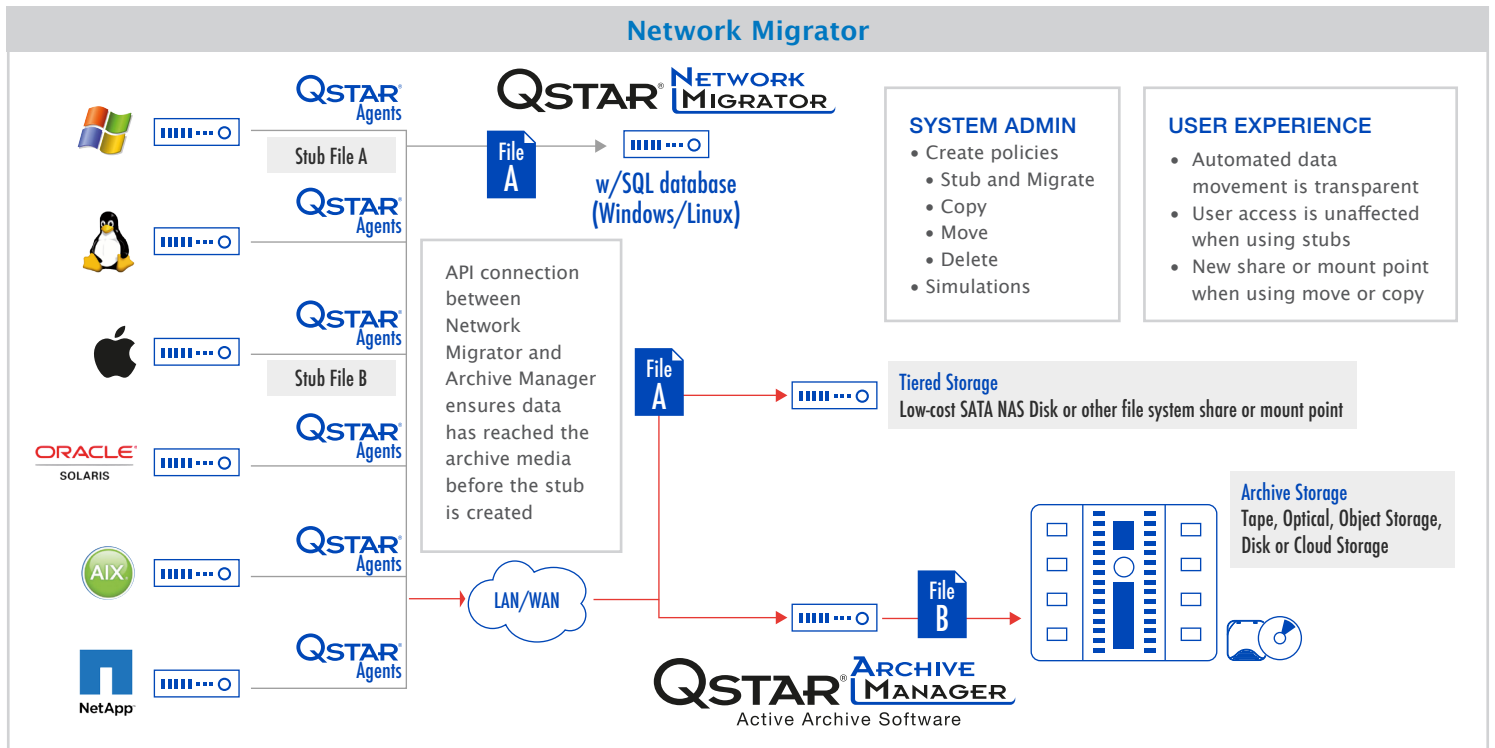 Network Migrator
QSTAR® NETWORK MIGRATOR
w/SQL database
(Windows/Linux)
File
A
QSTAR®
Agents
Stub File A
QSTAR®
Agents
QSTAR®
Agents
Stub File B
ORACLE®
SOLARIS
QSTAR®
Agents
AIX
QSTAR®
Agents
NetApp™
QSTAR®
Agents
API connection
between
Network
Migrator and
Archive Manager
ensures data
has reached the
archive media
before the stub
is created
LAN/WAN
SYSTEM ADMIN
• Create policies
• Stub and Migrate
• Copy
• Move
• Delete
• Simulations
USER EXPERIENCE
• Automated data
movement is transparent
• User access is unaffected
when using stubs
• New share or mount point
when using move or copy
File
A
Tiered Storage
Low-cost SATA NAS Disk or other file system share or mount point
File
B
Archive Storage
Tape, Optical, Object Storage,
Disk or Cloud Storage
QSTAR® ARCHIVE MANAGER
Active Archive Software